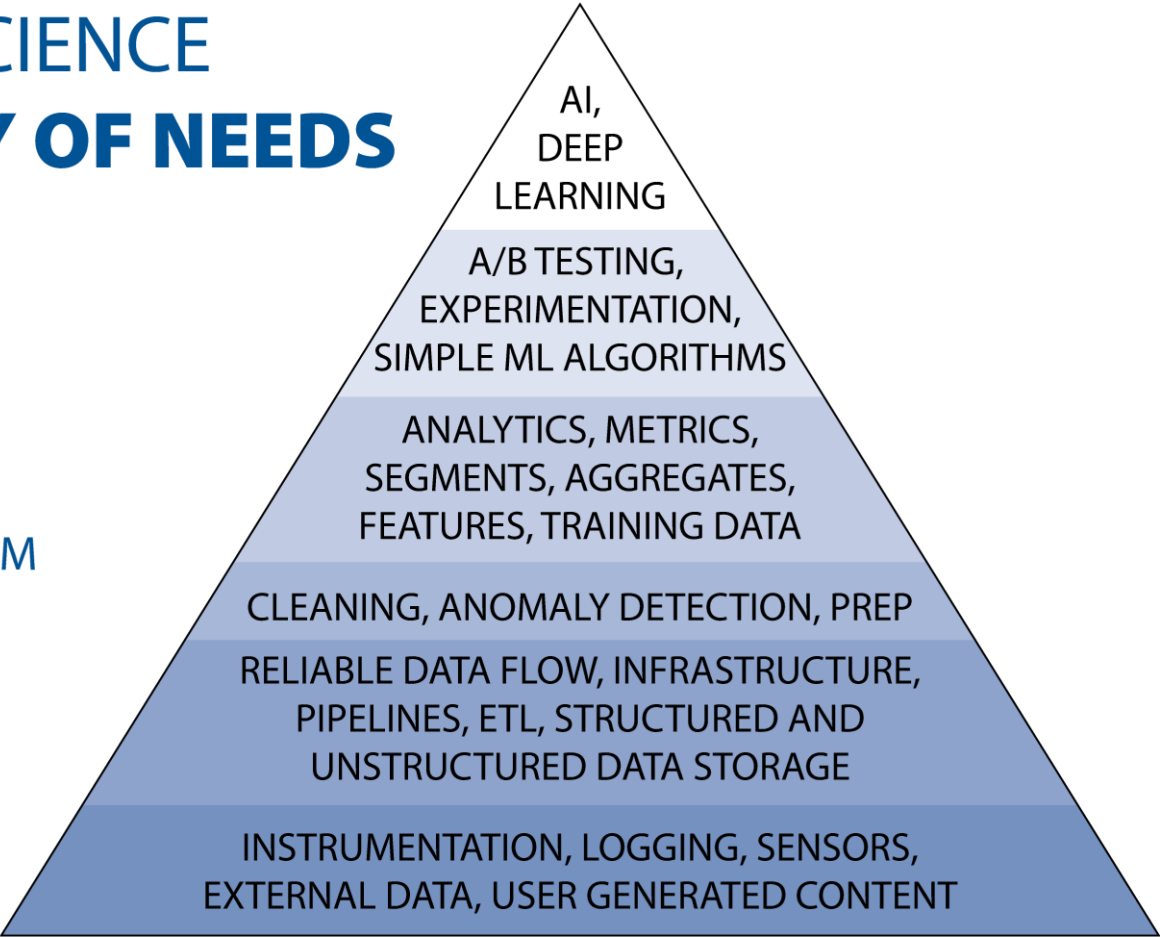 CIENCE
Y OF NEEDS
AI,
DEEP
LEARNING
A/B TESTING,
EXPERIMENTATION,
SIMPLE ML ALGORITHMS
ANALYTICS, METRICS,
SEGMENTS, AGGREGATES,
FEATURES, TRAINING DATA
M
CLEANING, ANOMALY DETECTION, PREP
RELIABLE DATA FLOW, INFRASTRUCTURE,
PIPELINES, ETL, STRUCTURED AND
UNSTRUCTURED DATA STORAGE
INSTRUMENTATION, LOGGING, SENSORS,
EXTERNAL DATA, USER GENERATED CONTENT